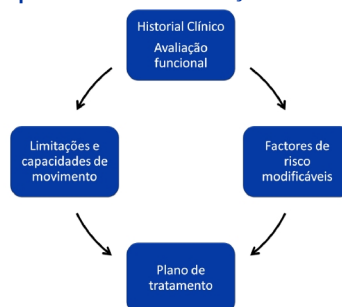 Historial Clínico
Avaliação
funcional
Limitações e
capacidades de
movimento
Factores de
risco
modificáveis
Plano de
tratamento